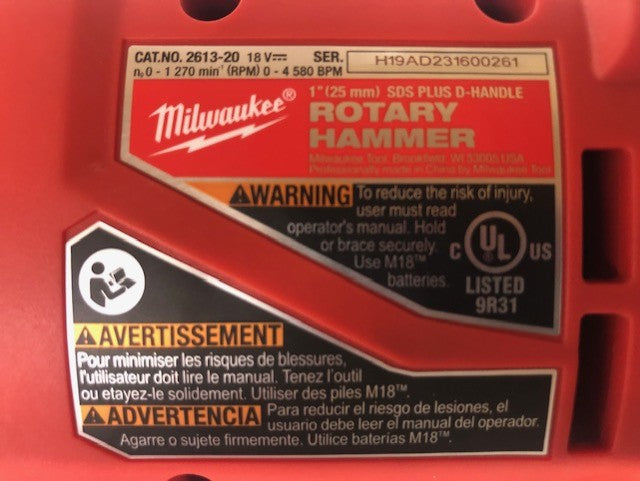 CAT.NO. 2613-20 18 V⎓ SER. H19AD231600261
n₀ 0 - 1 270 min⁻¹ (RPM) 0 - 4 580 BPM
Milwaukee®
1" (25 mm) SDS PLUS D-HANDLE
ROTARY
HAMMER
Milwaukee Tool, Brookfield, WI 53005 USA
Professionally made in China by Milwaukee Tool
⚠WARNING To reduce the risk of injury,
user must read
operator's manual. Hold
or brace securely.
Use M18™
batteries.
C UL US
LISTED
9R31
⚠AVERTISSEMENT
Pour minimiser les risques de blessures,
l'utilisateur doit lire le manual. Tenez l'outil
ou etayez-le solidement. Utiliser des piles M18™.
⚠ADVERTENCIA Para reducir el riesgo de lesiones, el
usuario debe leer el manual del operador.
Agarre o sujete firmemente. Utilice baterias M18™.